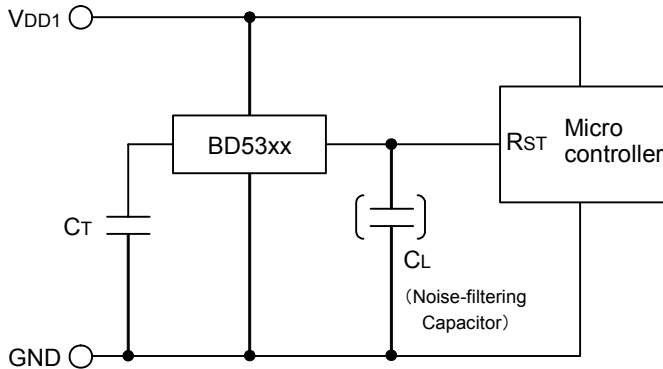 VDD1
BD53xx
RST
Micro
controller
CT
CL
（Noise-filtering
Capacitor）
GND